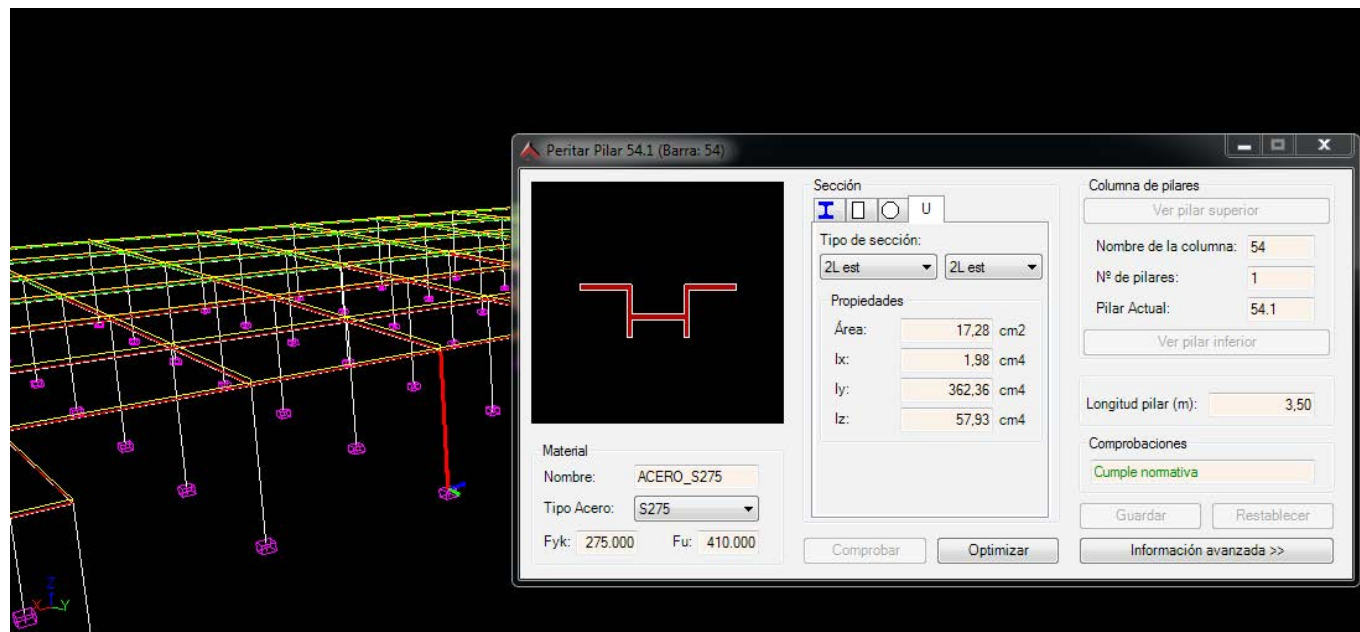 Peritar Pilar 54.1 (Barra: 54)
Sección
U
Tipo de sección:
2L est
2L est
Propiedades
Área: 17,28 cm2
Ix: 1,98 cm4
Iy: 362,36 cm4
Iz: 57,93 cm4
Comprobar
Optimizar
Material
Nombre: ACERO_S275
Tipo Acero: S275
Fyk: 275.000 Fu: 410.000
Columna de pilares
Ver pilar superior
Nombre de la columna: 54
Nº de pilares: 1
Pilar Actual: 54.1
Ver pilar inferior
Longitud pilar (m): 3,50
Comprobaciones
Cumple normativa
Guardar
Restablecer
Información avanzada >>
Z
X
Y